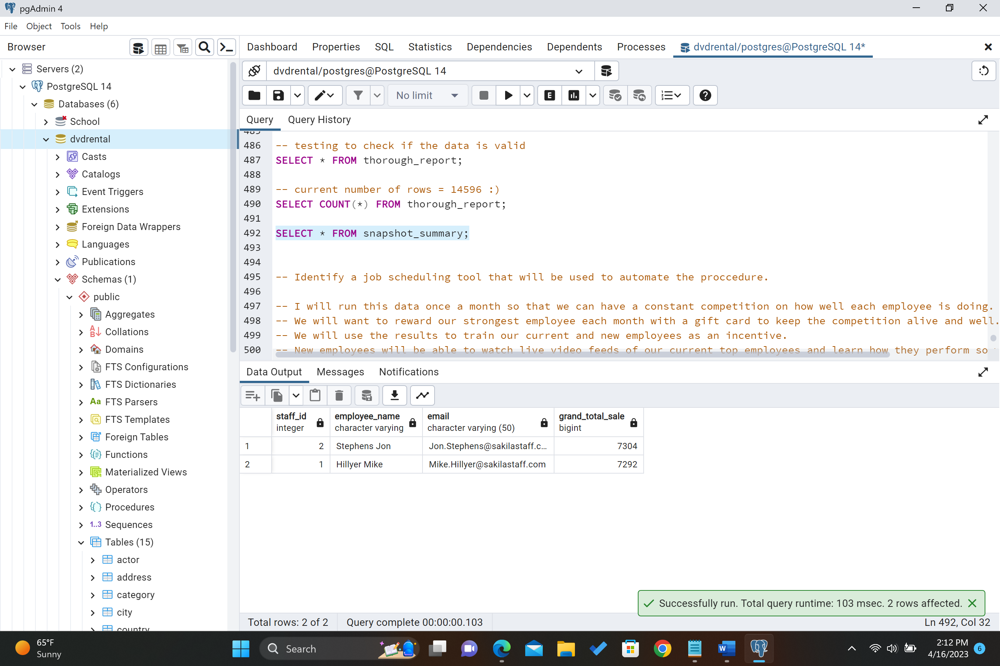 pgAdmin 4
File Object Tools Help
Browser
Dashboard Properties SQL Statistics Dependencies Dependents Processes dvdrental/postgres@PostgreSQL 14*
Servers (2)
PostgreSQL 14
Databases (6)
School
dvdrental
Casts
Catalogs
Event Triggers
Extensions
Foreign Data Wrappers
Languages
Publications
Schemas (1)
public
Aggregates
Collations
Domains
FTS Configurations
FTS Dictionaries
Aa FTS Parsers
FTS Templates
Foreign Tables
Functions
Materialized Views
Operators
Procedures
1..3 Sequences
Tables (15)
actor
address
category
city
country
dvdrental/postgres@PostgreSQL 14
No limit
E
Query Query History
485
486 -- testing to check if the data is valid
487 SELECT * FROM thorough_report;
488
489 -- current number of rows = 14596 :)
490 SELECT COUNT(*) FROM thorough_report;
491
492 SELECT * FROM snapshot_summary;
493
494
495 -- Identify a job scheduling tool that will be used to automate the proccedure.
496
497 -- I will run this data once a month so that we can have a constant competition on how well each employee is doing.
498 -- We will want to reward our strongest employee each month with a gift card to keep the competition alive and well.
499 -- We will use the results to train our current and new employees as an incentive.
500 -- New employees will be able to watch live video feeds of our current top employees and learn how they perform so
Data Output Messages Notifications
staff_id employee_name email grand_total_sale
integer character varying character varying (50) bigint
1 2 Stephens Jon Jon.Stephens@sakilastaff.c... 7304
2 1 Hillyer Mike Mike.Hillyer@sakilastaff.com 7292
Successfully run. Total query runtime: 103 msec. 2 rows affected.
Total rows: 2 of 2 Query complete 00:00:00.103 Ln 492, Col 32
65°F
Sunny
Search
W
2:12 PM
4/16/2023
6